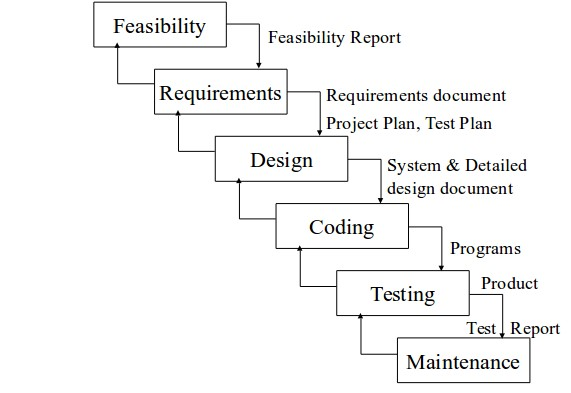 Feasibility
Feasibility Report
Requirements
Requirements document
Project Plan, Test Plan
Design
System & Detailed
design document
Coding
Programs
Testing
Product
Test Report
Maintenance